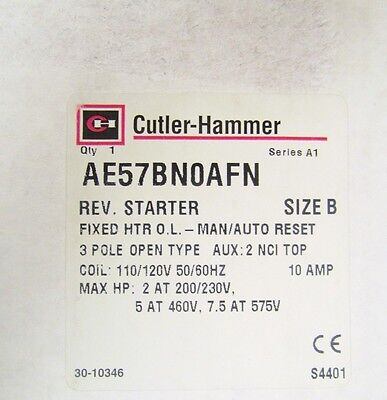 CH Cutler-Hammer
Qty 1 Series A1
AE57BN0AFN
REV. STARTER SIZE B
FIXED HTR O.L. – MAN/AUTO RESET
3 POLE OPEN TYPE AUX: 2 NCI TOP
COIL: 110/120V 50/60HZ 10 AMP
MAX HP: 2 AT 200/230V,
5 AT 460V, 7.5 AT 575V
CE
30-10346 S4401